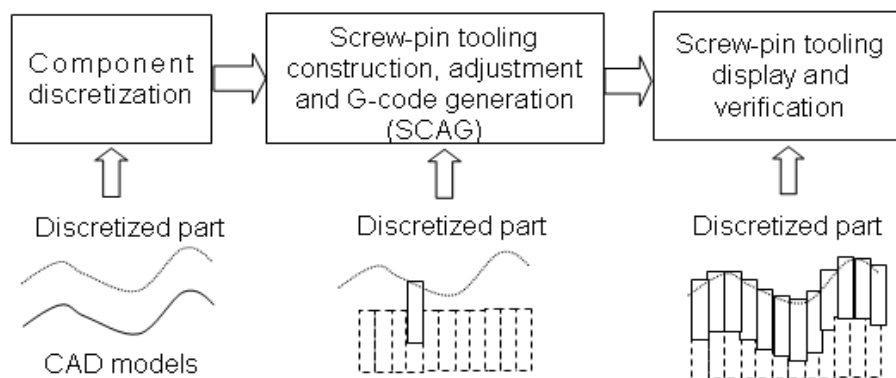 Component
discretization
Screw-pin tooling
construction, adjustment
and G-code generation
(SCAG)
Screw-pin tooling
display and
verification
Discretized part
CAD models
Discretized part
Discretized part